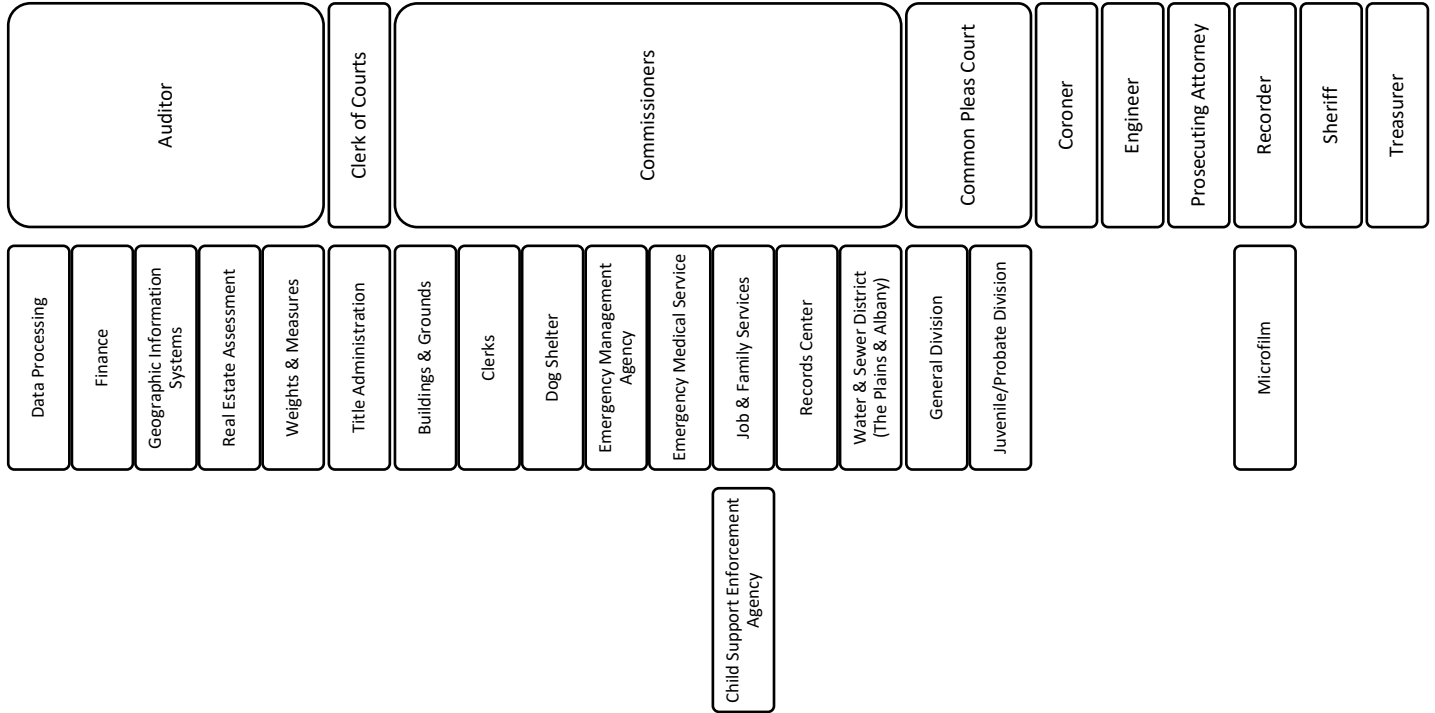 Auditor
Clerk of Courts
Commissioners
Common Pleas Court
Coroner
Engineer
Prosecuting Attorney
Recorder
Sheriff
Treasurer
Data Processing
Finance
Geographic Information
Systems
Real Estate Assessment
Weights & Measures
Title Administration
Buildings & Grounds
Clerks
Dog Shelter
Emergency Management
Agency
Emergency Medical Service
Job & Family Services
Records Center
Water & Sewer District
(The Plains & Albany)
General Division
Juvenile/Probate Division
Microfilm
Child Support Enforcement
Agency